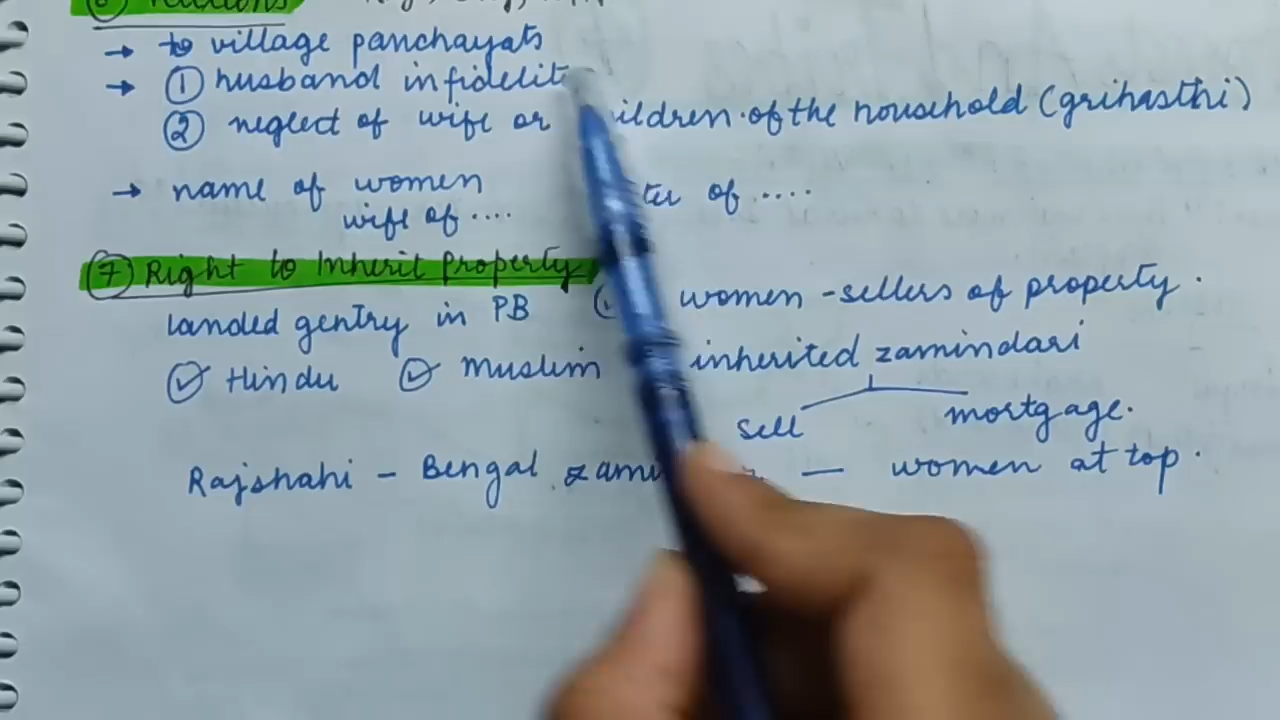 → to village panchayats
→ ① husband infidelit
② neglect of wife or ildren of the household (grihasthi)
→ name of women of ....
wife of ....
⑦ Right to Inherit Property
landed gentry in PB women - sellers of property.
Hindu Muslim inherited zamindari
sell mortgage.
Rajshahi - Bengal zami — women at top.